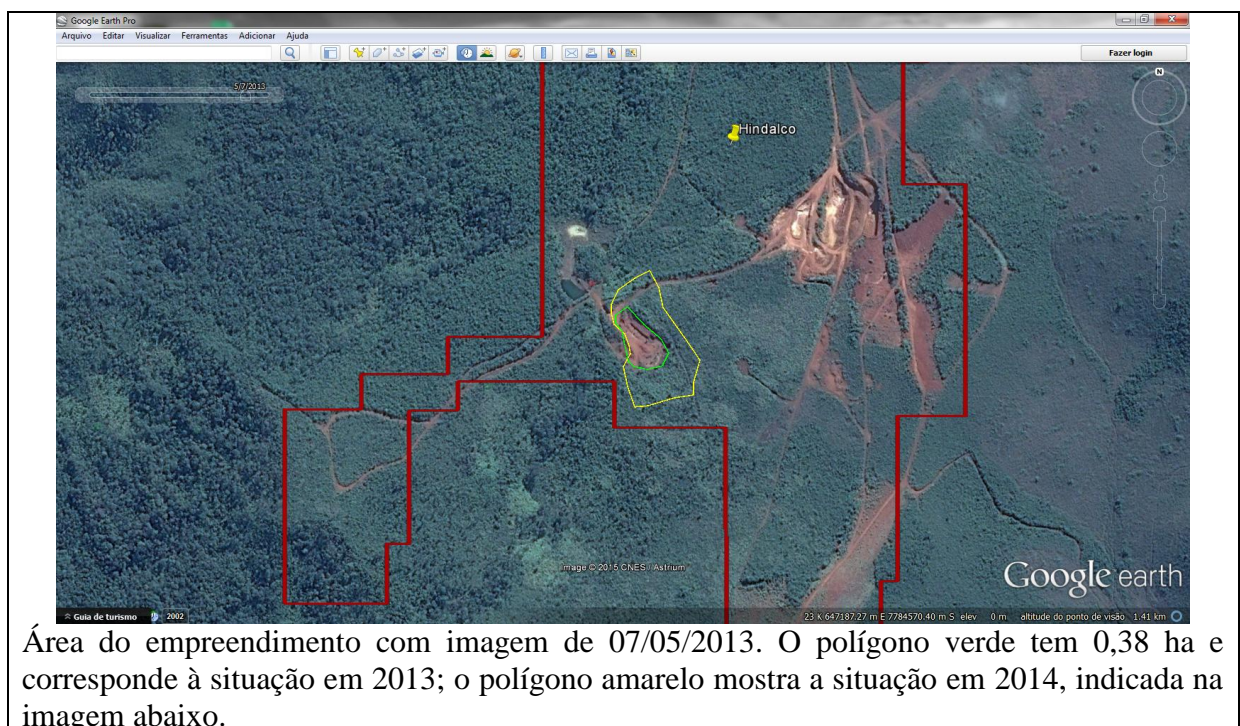 Google Earth Pro
Arquivo Editar Visualizar Ferramentas Adicionar Ajuda
Fazer login
5/7/2013
N
Hindalco
Image © 2015 CNES / Astrium
Google earth
Guia de turismo 2002
23 K 647187.27 m E 7784570.40 m S elev 0 m altitude do ponto de visão 1.41 km
Área do empreendimento com imagem de 07/05/2013. O polígono verde tem 0,38 ha e
corresponde à situação em 2013; o polígono amarelo mostra a situação em 2014, indicada na
imagem abaixo.